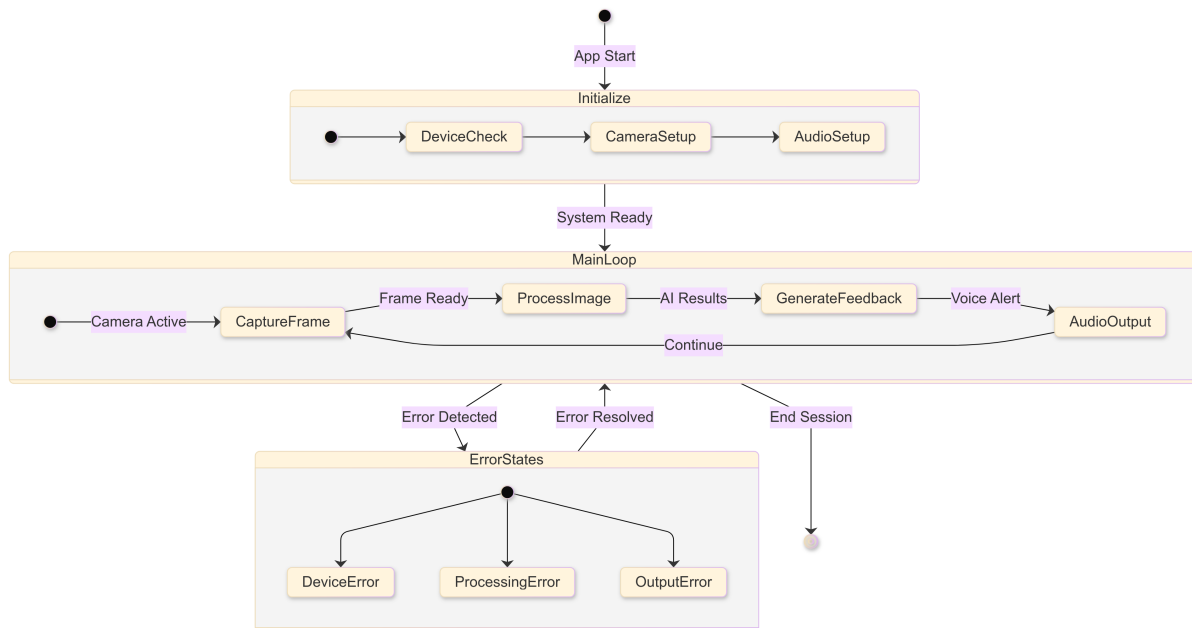 App Start
Initialize
DeviceCheck
CameraSetup
AudioSetup
System Ready
MainLoop
Camera Active
CaptureFrame
Frame Ready
ProcessImage
AI Results
GenerateFeedback
Voice Alert
AudioOutput
Continue
Error Detected
Error Resolved
End Session
ErrorStates
DeviceError
ProcessingError
OutputError